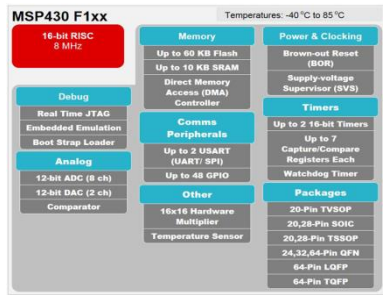 MSP430 F1xx
Temperatures: -40 °C to 85 °C
16-bit RISC
8 MHz
Debug
Real Time JTAG
Embedded Emulation
Boot Strap Loader
Analog
12-bit ADC (8 ch)
12-bit DAC (2 ch)
Comparator
Memory
Up to 60 KB Flash
Up to 10 KB SRAM
Direct Memory
Access (DMA)
Controller
Comms
Peripherals
Up to 2 USART
(UART/ SPI)
Up to 48 GPIO
Other
16x16 Hardware
Multiplier
Temperature Sensor
Power & Clocking
Brown-out Reset
(BOR)
Supply-voltage
Supervisor (SVS)
Timers
Up to 2 16-bit Timers
Up to 7
Capture/Compare
Registers Each
Watchdog Timer
Packages
20-Pin TVSOP
20,28-Pin SOIC
20,28-Pin TSSOP
24,32,64-Pin QFN
64-Pin LQFP
64-Pin TQFP